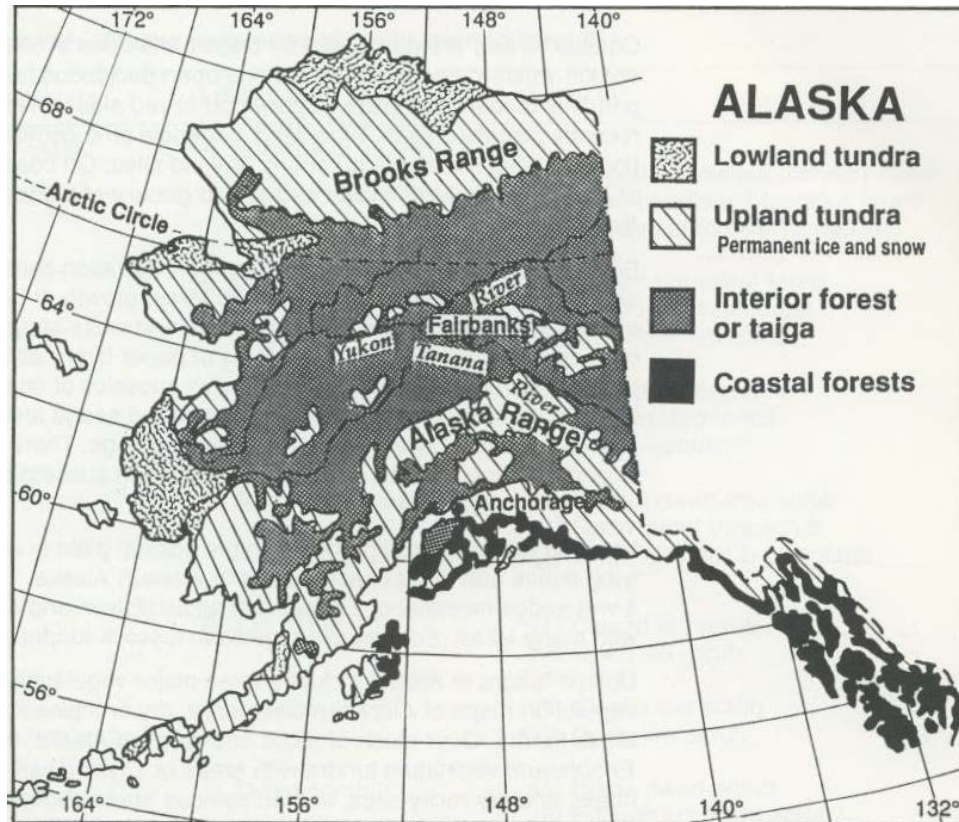 172° 164° 156° 148° 140°
68°
64°
60°
56°
Arctic Circle
Brooks Range
River
Fairbanks
Yukon
Tanana
River
Alaska Range
Anchorage
164° 156° 148° 140° 132°
ALASKA
Lowland tundra
Upland tundra
Permanent ice and snow
Interior forest
or taiga
Coastal forests